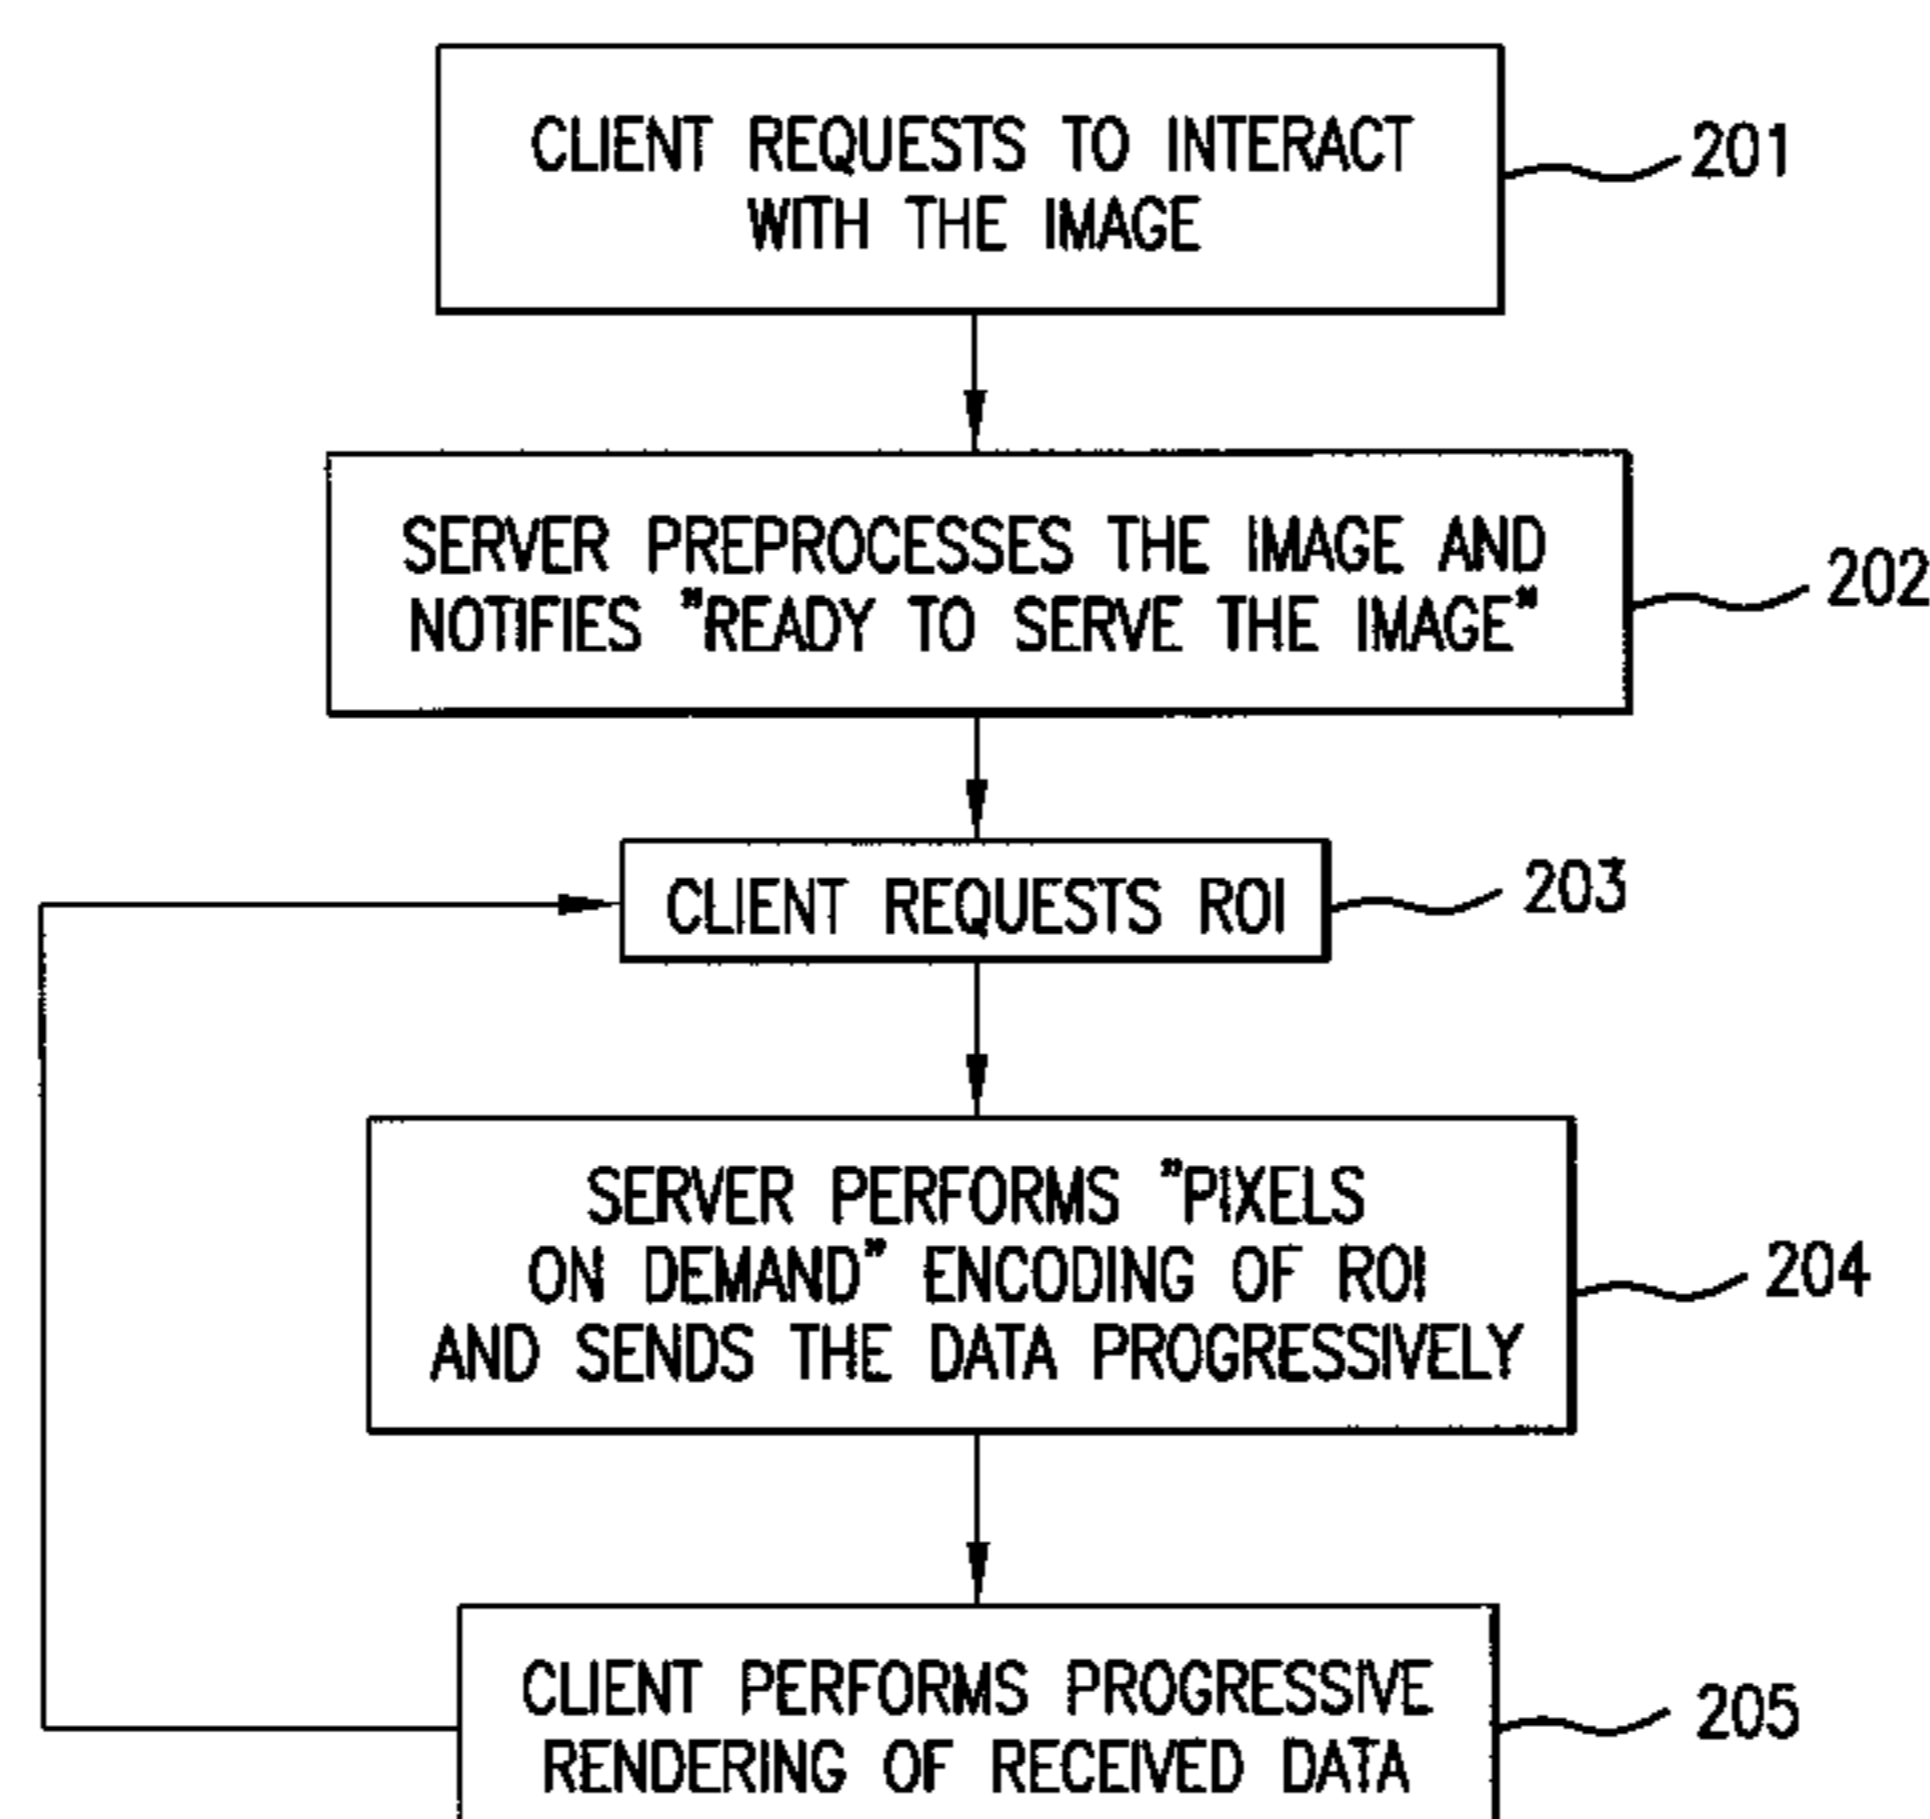 CLIENT REQUESTS TO INTERACT
WITH THE IMAGE
201
SERVER PREPROCESSES THE IMAGE AND
NOTIFIES "READY TO SERVE THE IMAGE"
202
CLIENT REQUESTS ROI
203
SERVER PERFORMS "PIXELS
ON DEMAND" ENCODING OF ROI
AND SENDS THE DATA PROGRESSIVELY
204
CLIENT PERFORMS PROGRESSIVE
RENDERING OF RECEIVED DATA
205